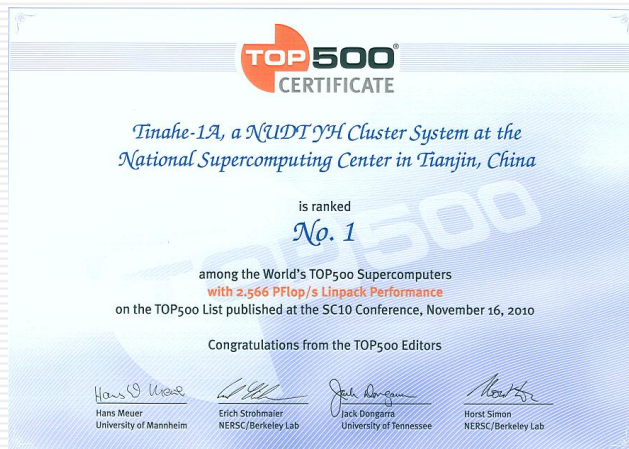 TOP 500®
CERTIFICATE
Tinahe-1A, a NUDT YH Cluster System at the
National Supercomputing Center in Tianjin, China
is ranked
No. 1
among the World's TOP500 Supercomputers
with 2.566 PFlop/s Linpack Performance
on the TOP500 List published at the SC10 Conference, November 16, 2010
Congratulations from the TOP500 Editors
Hans Meuer
University of Mannheim
Erich Strohmaier
NERSC/Berkeley Lab
Jack Dongarra
University of Tennessee
Horst Simon
NERSC/Berkeley Lab
TOP500